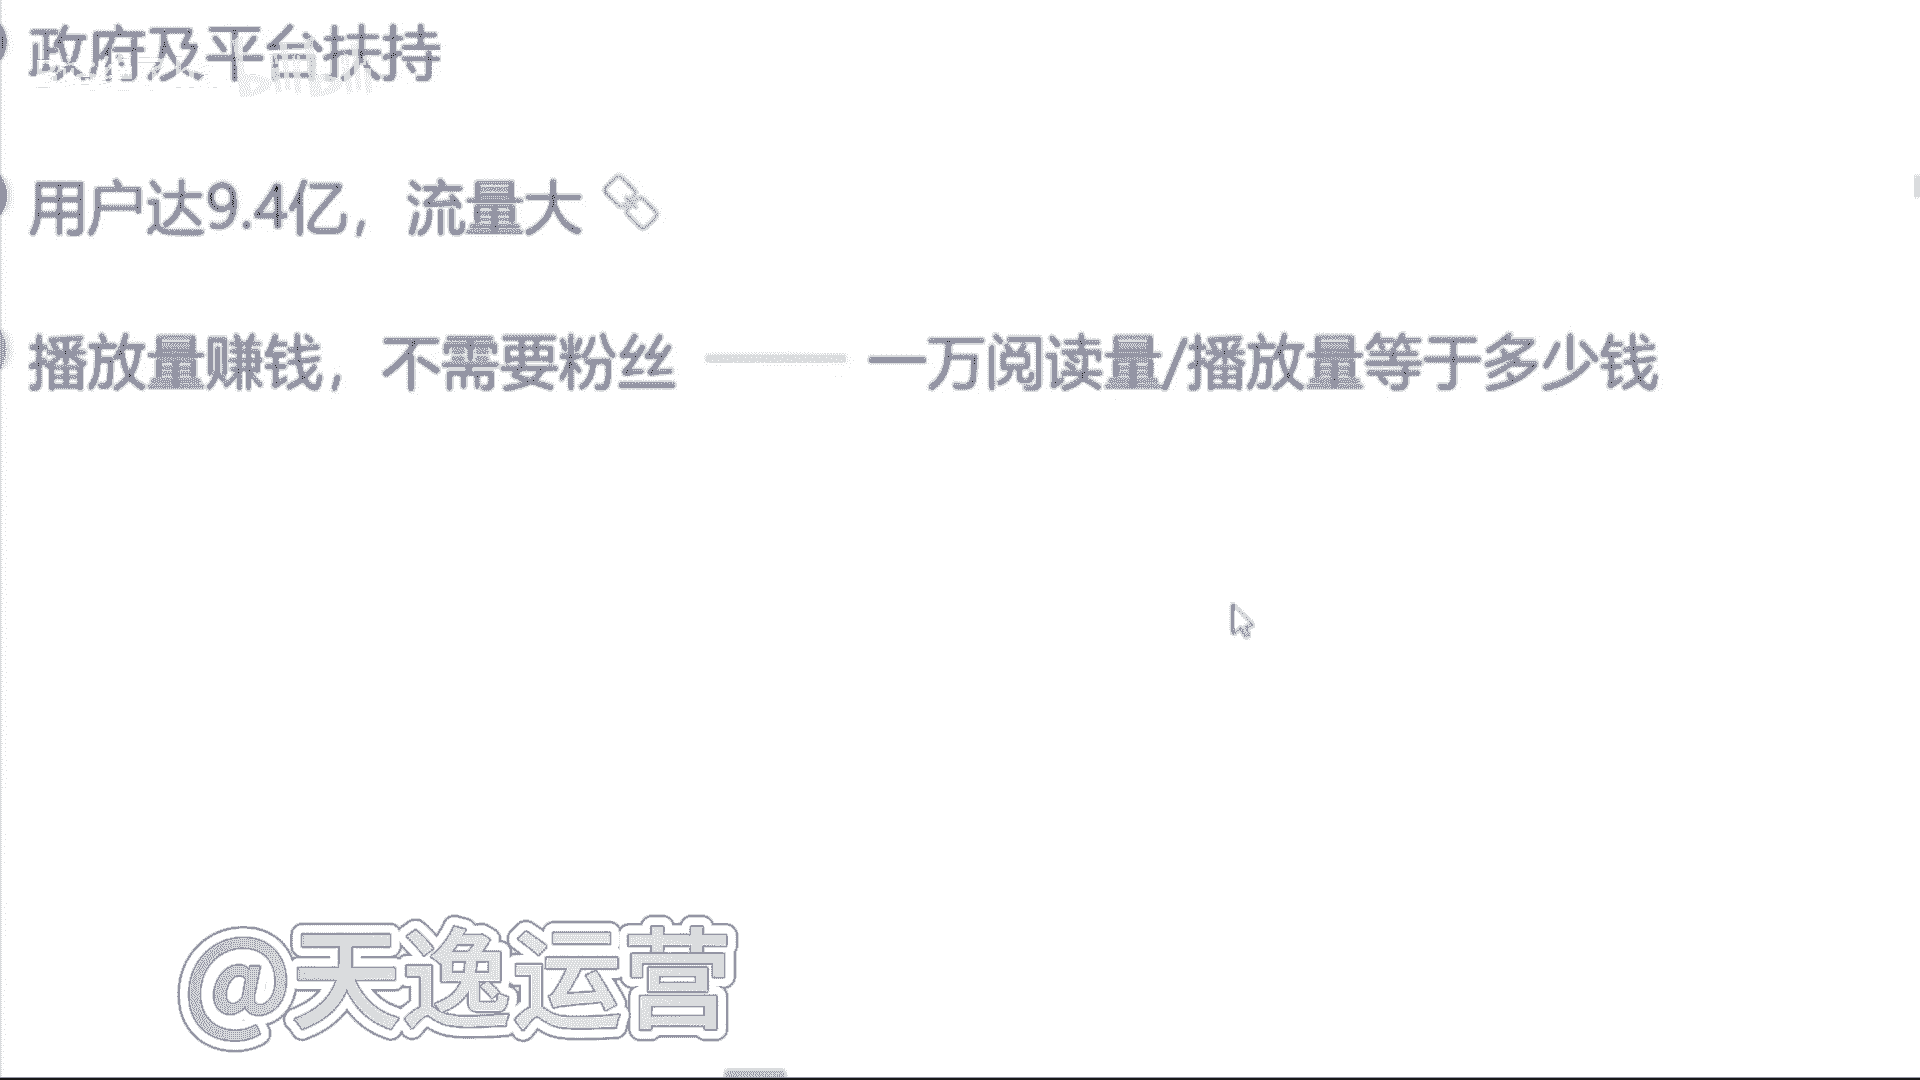 政府及平台扶持
bilibili
用户达9.4亿，流量大
播放量赚钱，不需要粉丝 一万阅读量/播放量等于多少钱
@天逸运营